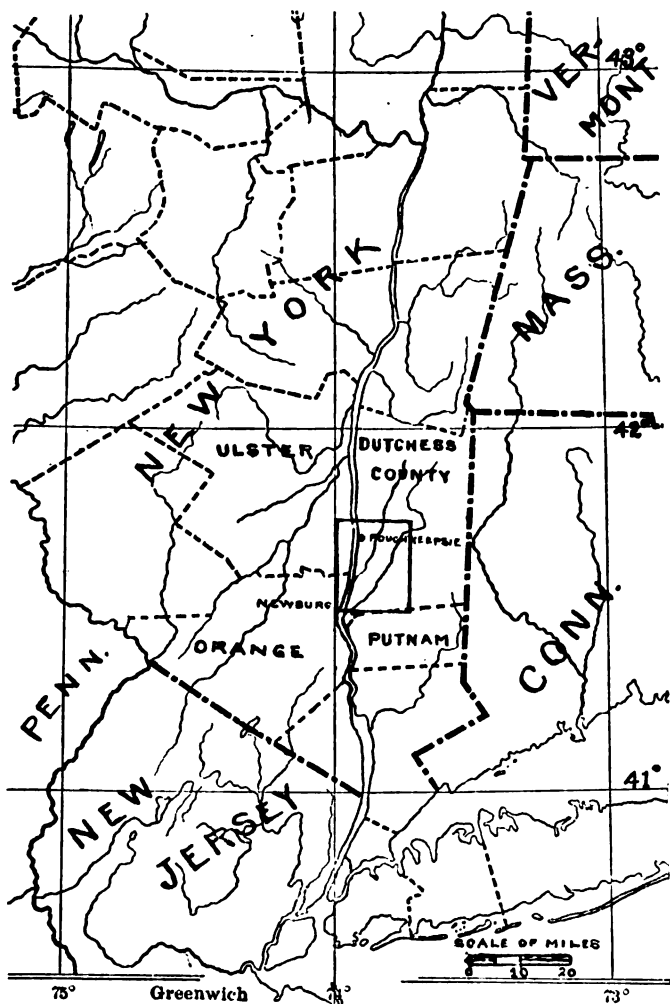 VER.
MONT
43°
NEW YORK
MASS.
ULSTER
DUTCHESS
COUNTY
42°
POUGHKEEPSIE
NEWBURG
ORANGE
PUTNAM
CONN.
PENN.
NEW
JERSEY
41°
SCALE OF MILES
0 10 20
75° Greenwich 74° 73°